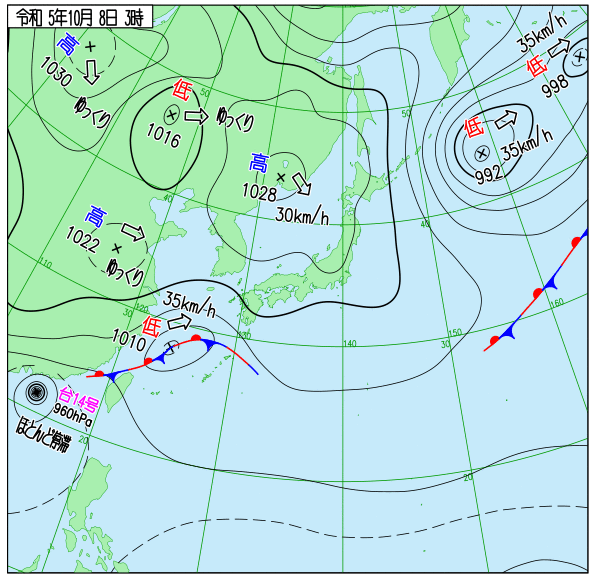 令和 5年10月 8日 3時
高
1030
ゆっくり
低
1016
ゆっくり
50
高
1028
30km/h
50
低
992
35km/h
35km/h
低
998
40
40
高
1022
ゆっくり
110
30
120
35km/h
低
1010
130
140
30
150
160
台14号
960hPa
ほとんど停滞
20
20